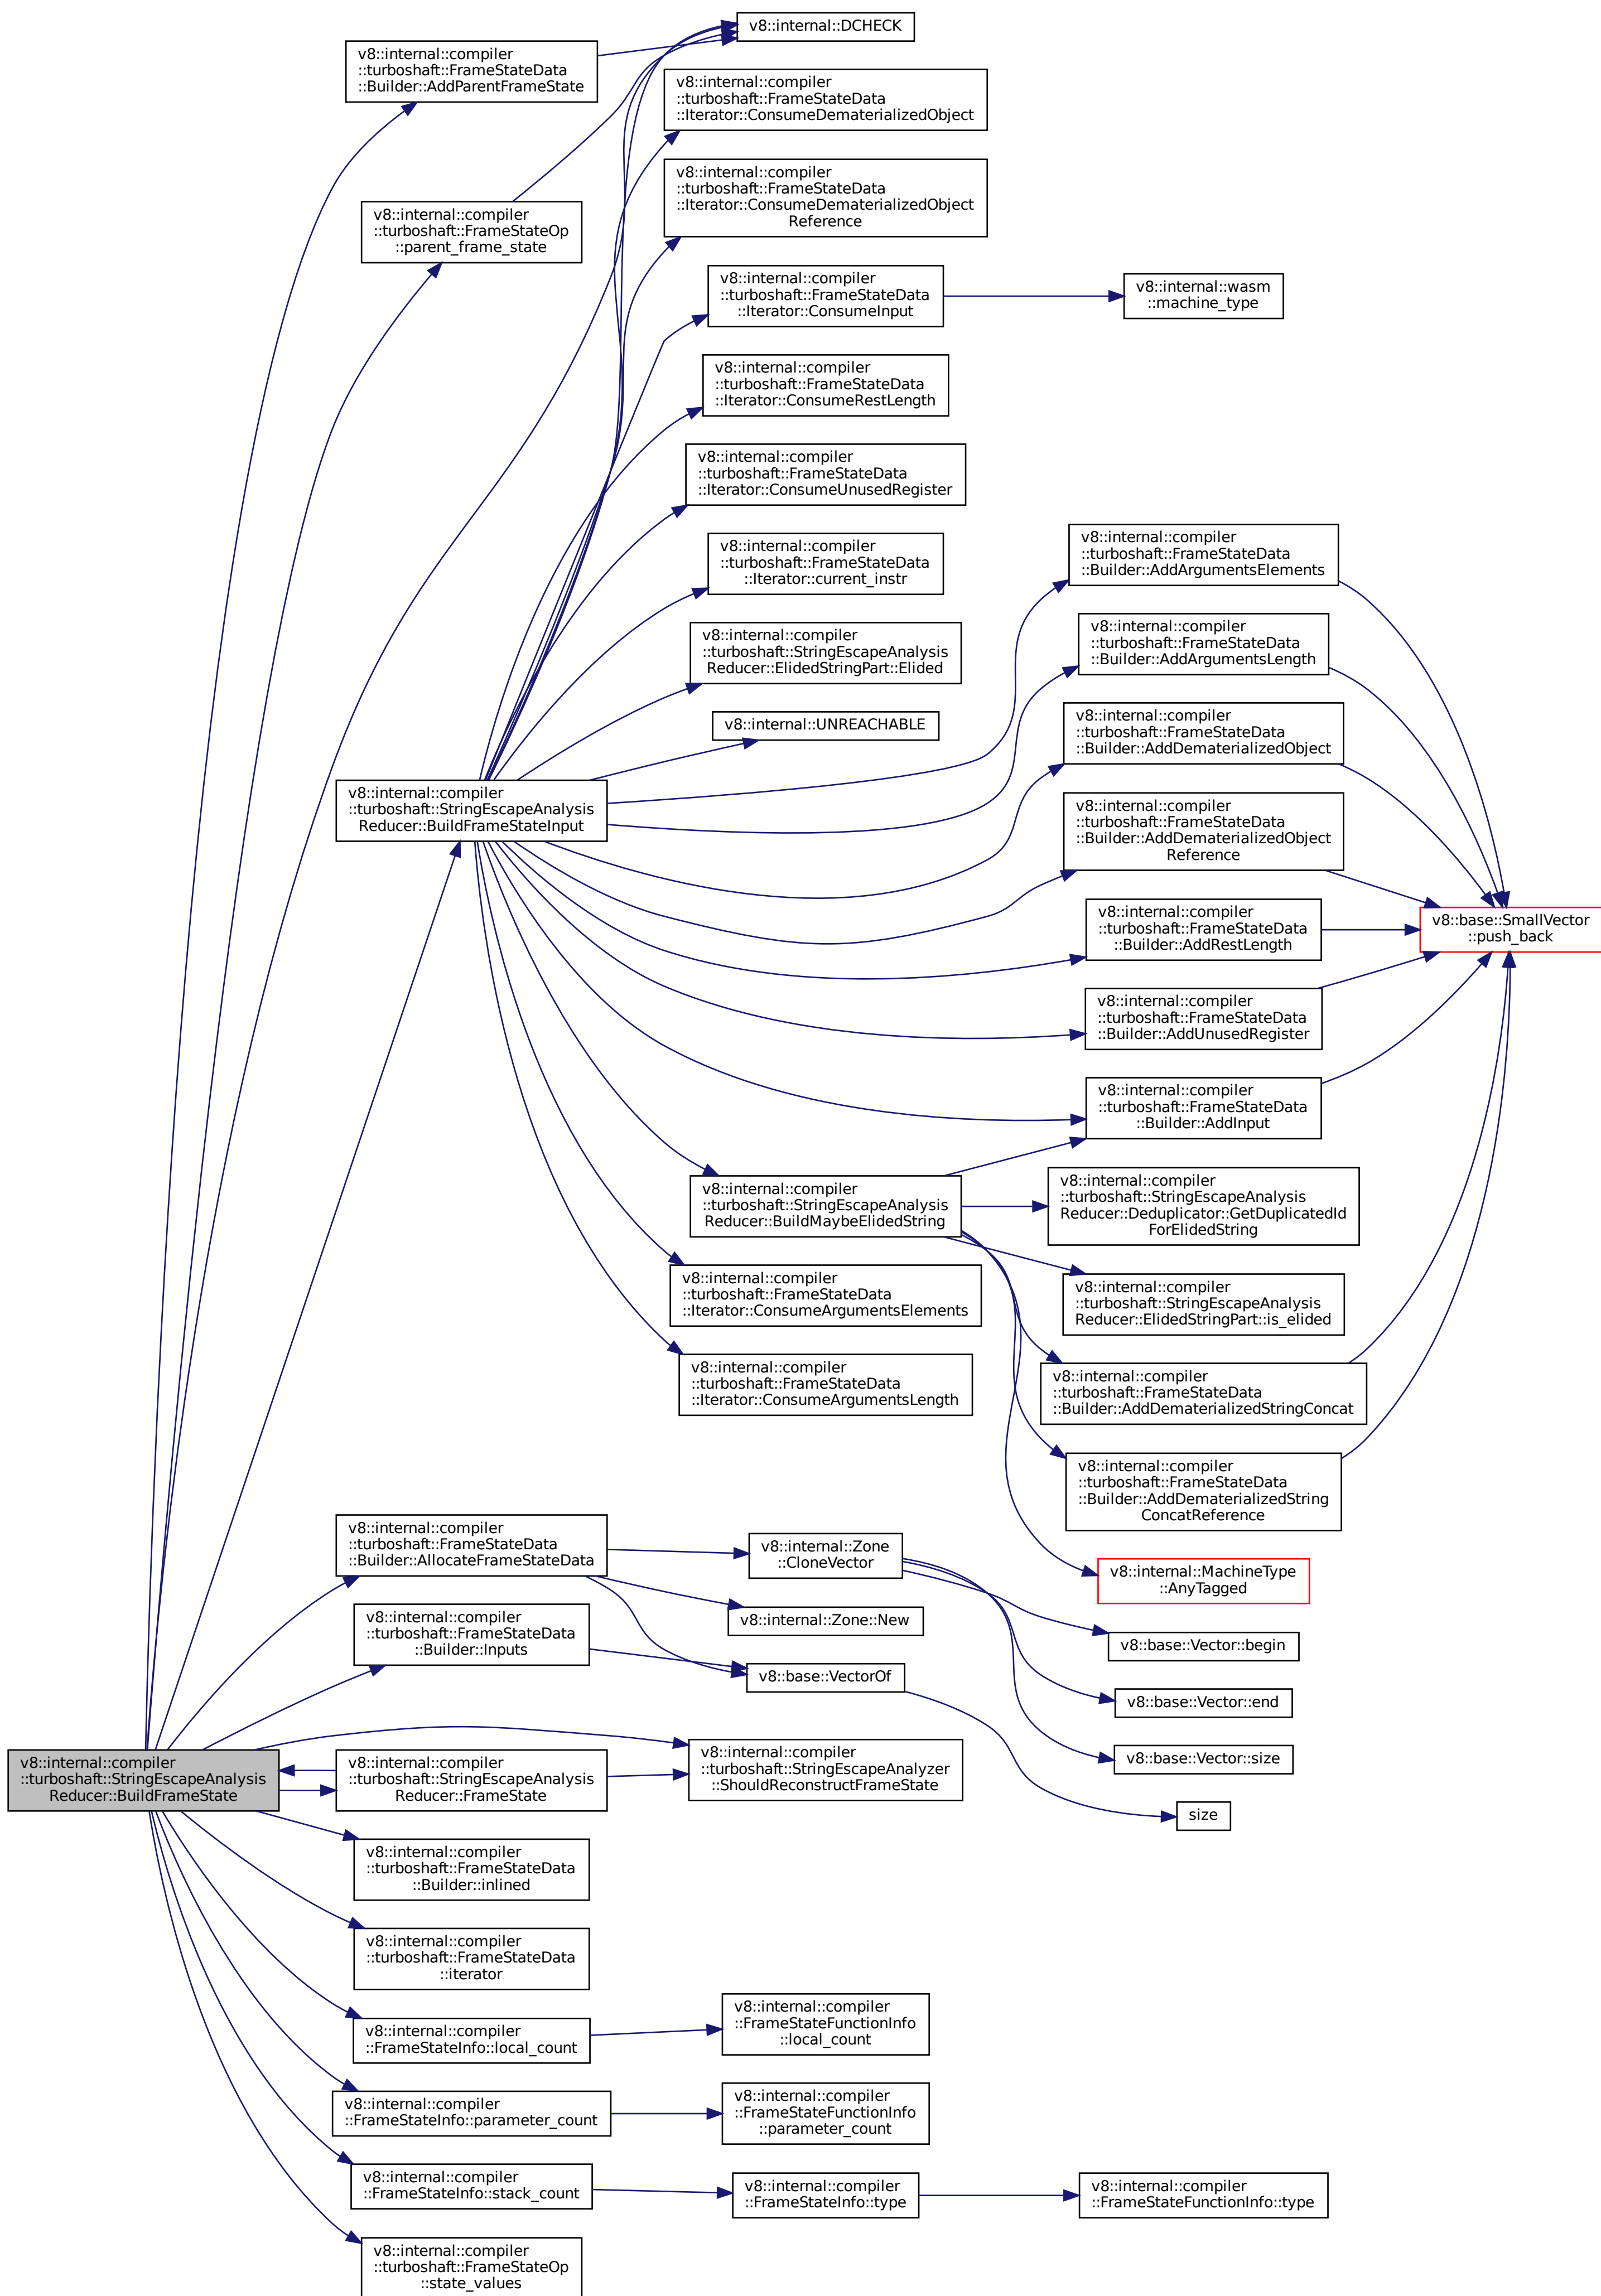 v8::internal::DCHECK
v8::internal::compiler
::turboshaft::FrameStateData
::Builder::AddParentFrameState
v8::internal::compiler
::turboshaft::FrameStateData
::Iterator::ConsumeDematerializedObject
v8::internal::compiler
::turboshaft::FrameStateData
::Iterator::ConsumeDematerializedObject
Reference
v8::internal::compiler
::turboshaft::FrameStateOp
::parent_frame_state
v8::internal::compiler
::turboshaft::FrameStateData
::Iterator::ConsumeInput
v8::internal::wasm
::machine_type
v8::internal::compiler
::turboshaft::FrameStateData
::Iterator::ConsumeRestLength
v8::internal::compiler
::turboshaft::FrameStateData
::Iterator::ConsumeUnusedRegister
v8::internal::compiler
::turboshaft::FrameStateData
::Iterator::current_instr
v8::internal::compiler
::turboshaft::FrameStateData
::Builder::AddArgumentsElements
v8::internal::compiler
::turboshaft::StringEscapeAnalysis
Reducer::ElidedStringPart::Elided
v8::internal::compiler
::turboshaft::FrameStateData
::Builder::AddArgumentsLength
v8::internal::UNREACHABLE
v8::internal::compiler
::turboshaft::FrameStateData
::Builder::AddDematerializedObject
v8::internal::compiler
::turboshaft::StringEscapeAnalysis
Reducer::BuildFrameStateInput
v8::internal::compiler
::turboshaft::FrameStateData
::Builder::AddDematerializedObject
Reference
v8::internal::compiler
::turboshaft::FrameStateData
::Builder::AddRestLength
v8::base::SmallVector
::push_back
v8::internal::compiler
::turboshaft::FrameStateData
::Builder::AddUnusedRegister
v8::internal::compiler
::turboshaft::FrameStateData
::Builder::AddInput
v8::internal::compiler
::turboshaft::StringEscapeAnalysis
Reducer::BuildMaybeElidedString
v8::internal::compiler
::turboshaft::StringEscapeAnalysis
Reducer::Deduplicator::GetDuplicatedId
ForElidedString
v8::internal::compiler
::turboshaft::FrameStateData
::Iterator::ConsumeArgumentsElements
v8::internal::compiler
::turboshaft::StringEscapeAnalysis
Reducer::ElidedStringPart::is_elided
v8::internal::compiler
::turboshaft::FrameStateData
::Iterator::ConsumeArgumentsLength
v8::internal::compiler
::turboshaft::FrameStateData
::Builder::AddDematerializedStringConcat
v8::internal::compiler
::turboshaft::FrameStateData
::Builder::AddDematerializedString
ConcatReference
v8::internal::compiler
::turboshaft::FrameStateData
::Builder::AllocateFrameStateData
v8::internal::Zone
::CloneVector
v8::internal::MachineType
::AnyTagged
v8::internal::Zone::New
v8::internal::compiler
::turboshaft::FrameStateData
::Builder::Inputs
v8::base::Vector::begin
v8::base::VectorOf
v8::base::Vector::end
v8::internal::compiler
::turboshaft::StringEscapeAnalysis
Reducer::BuildFrameState
v8::internal::compiler
::turboshaft::StringEscapeAnalysis
Reducer::FrameState
v8::internal::compiler
::turboshaft::StringEscapeAnalyzer
::ShouldReconstructFrameState
v8::base::Vector::size
size
v8::internal::compiler
::turboshaft::FrameStateData
::Builder::inlined
v8::internal::compiler
::turboshaft::FrameStateData
::iterator
v8::internal::compiler
::FrameStateInfo::local_count
v8::internal::compiler
::FrameStateFunctionInfo
::local_count
v8::internal::compiler
::FrameStateInfo::parameter_count
v8::internal::compiler
::FrameStateFunctionInfo
::parameter_count
v8::internal::compiler
::FrameStateInfo::stack_count
v8::internal::compiler
::FrameStateInfo::type
v8::internal::compiler
::FrameStateFunctionInfo::type
v8::internal::compiler
::turboshaft::FrameStateOp
::state_values